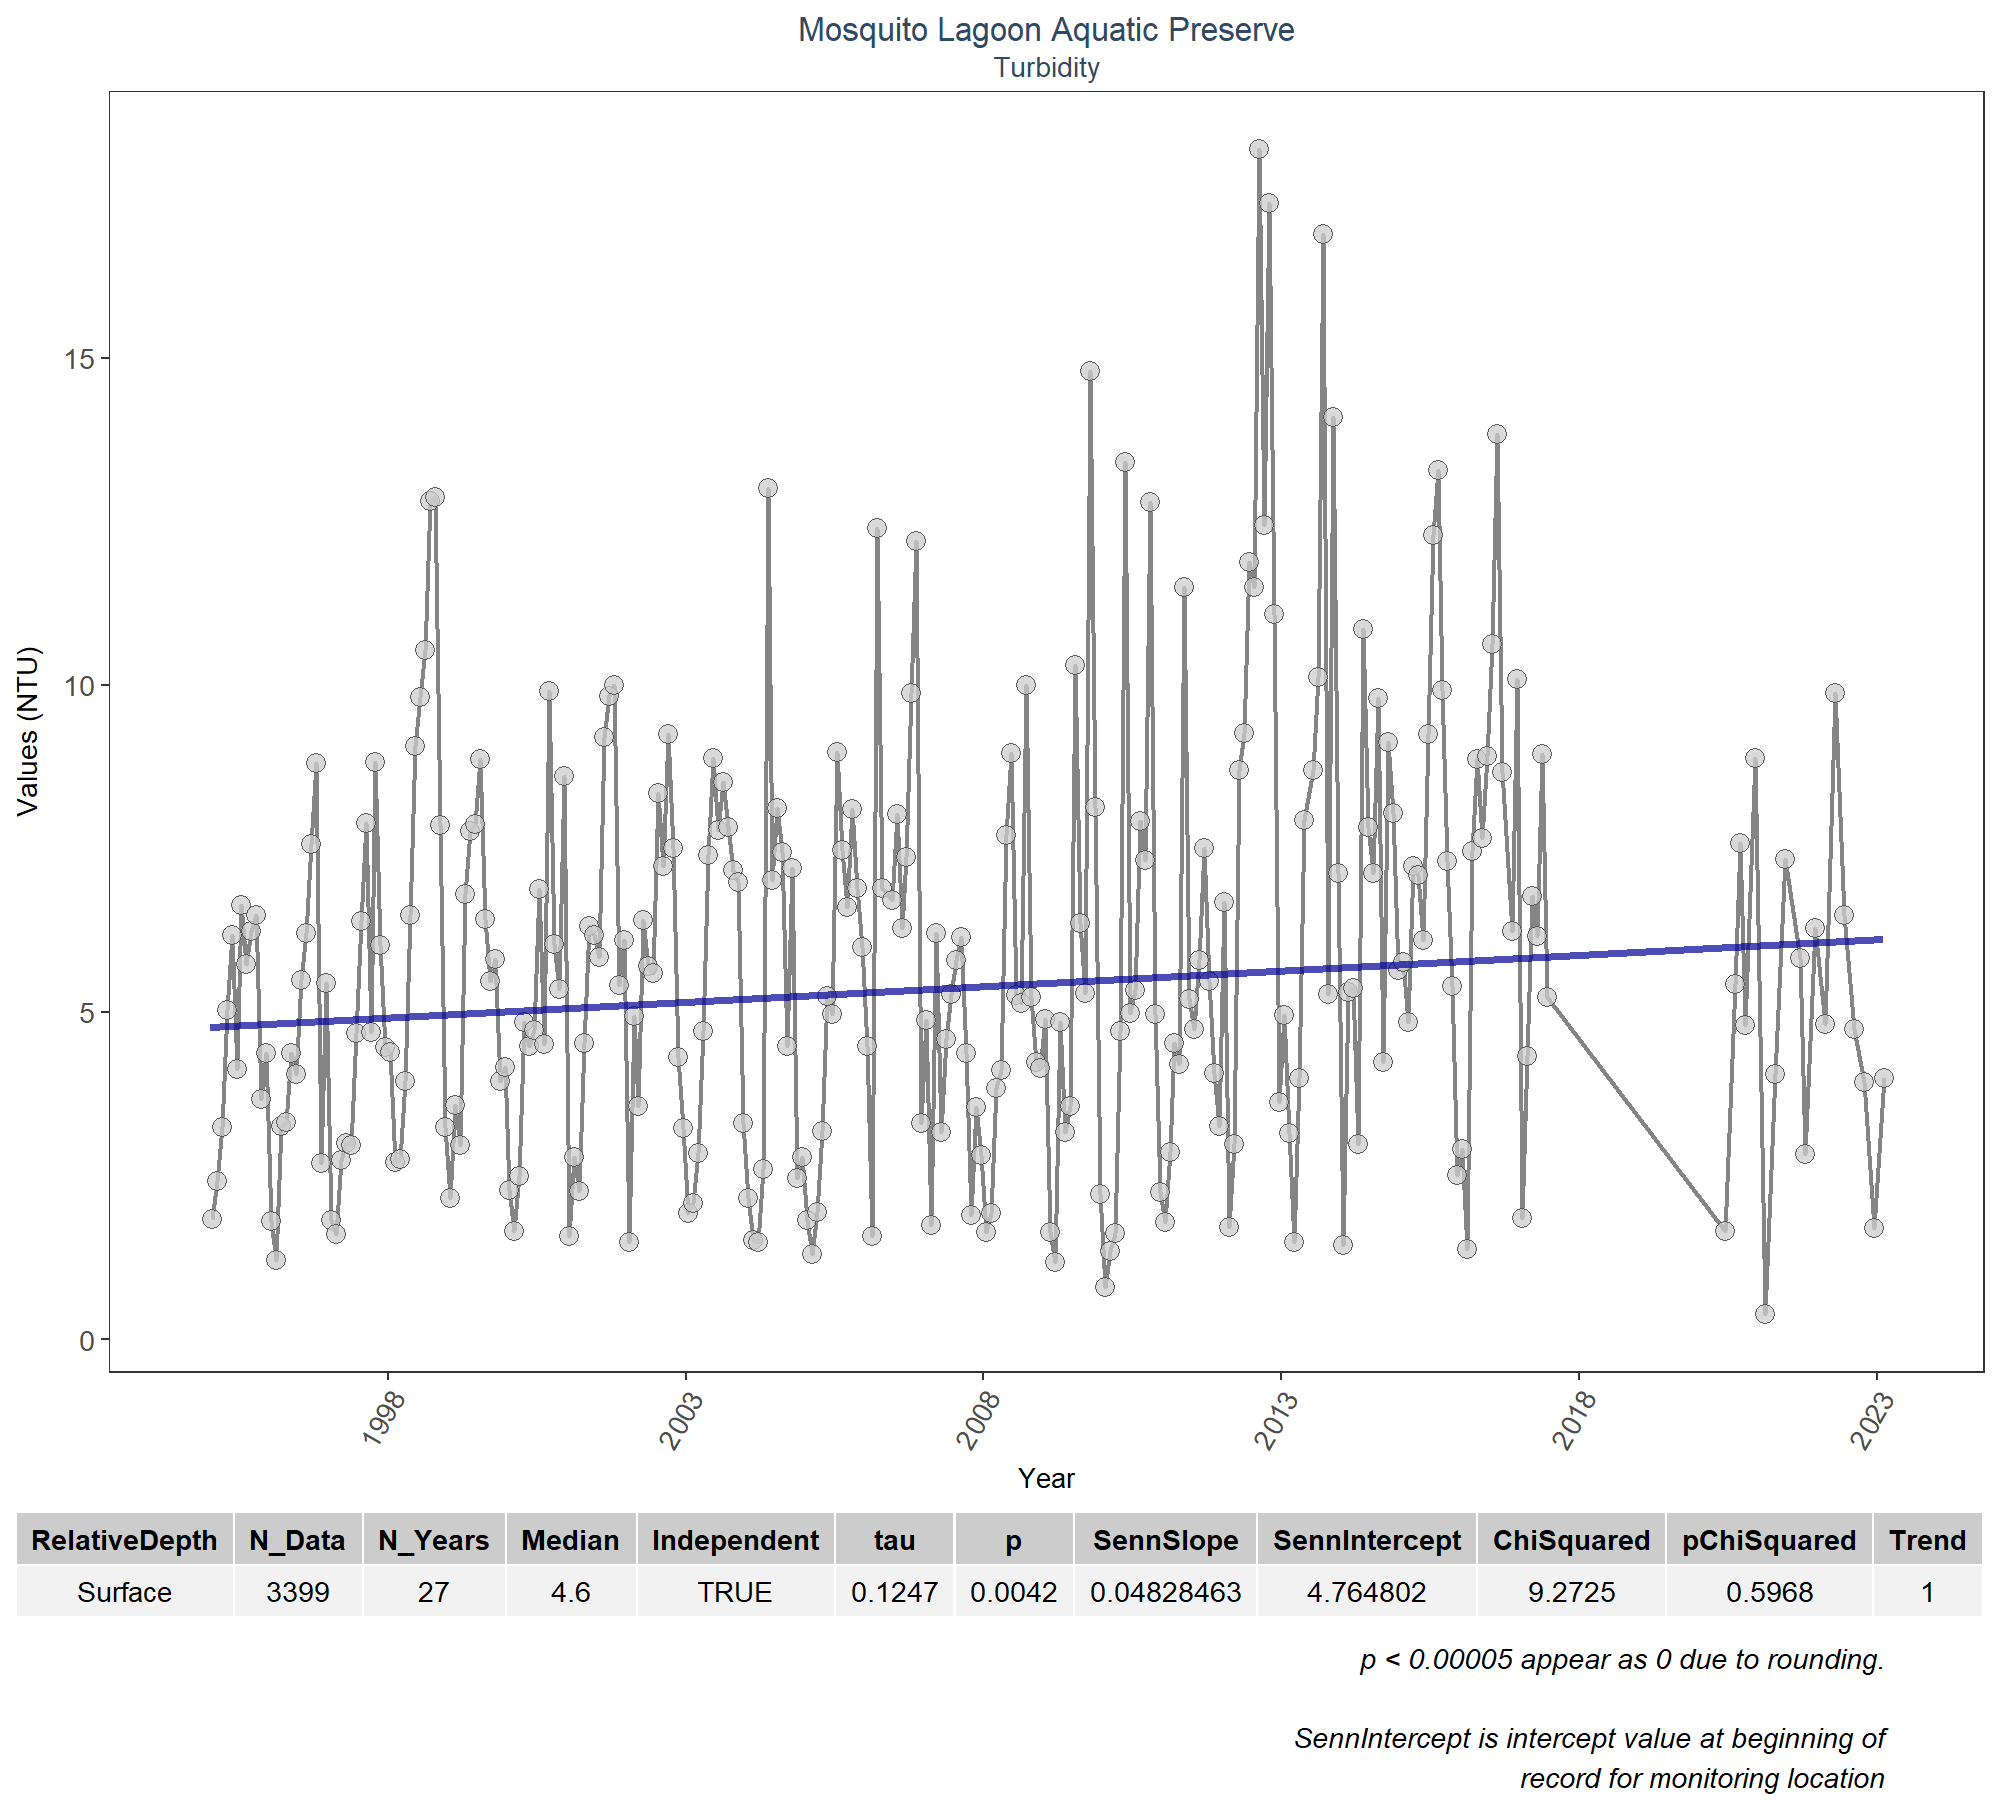 Mosquito Lagoon Aquatic Preserve
Turbidity
Values (NTU)
15
10
5
0
1998
2003
2008
2013
2018
2023
Year
RelativeDepth N_Data N_Years Median Independent tau p SennSlope SennIntercept ChiSquared pChiSquared Trend
Surface 3399 27 4.6 TRUE 0.1247 0.0042 0.04828463 4.764802 9.2725 0.5968 1
p < 0.00005 appear as 0 due to rounding.
SennIntercept is intercept value at beginning of
record for monitoring location